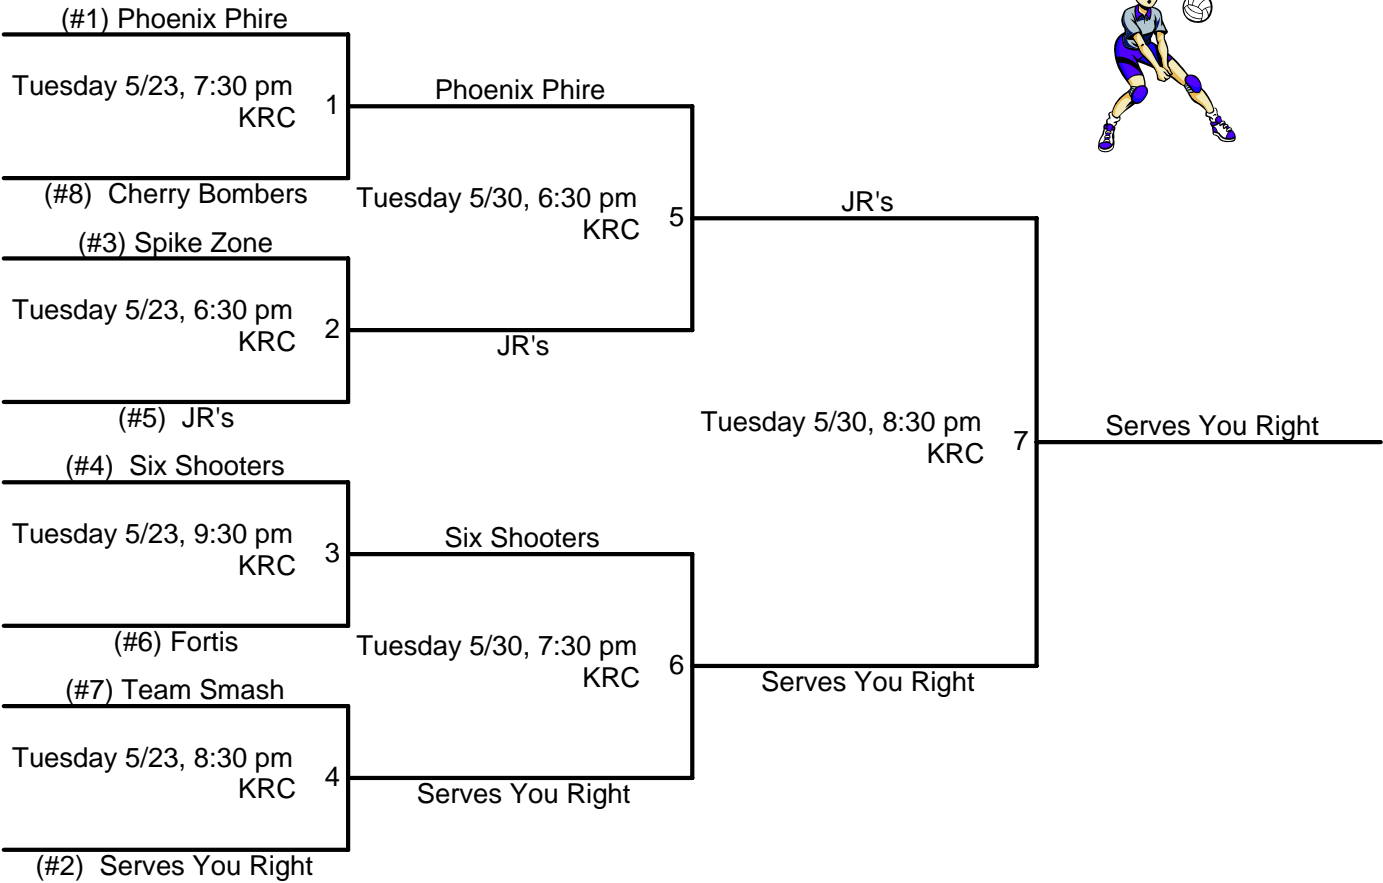 (#1) Phoenix Phire
Tuesday 5/23, 7:30 pm
KRC
1
(#8) Cherry Bombers
(#3) Spike Zone
Tuesday 5/23, 6:30 pm
KRC
2
(#5) JR's
(#4) Six Shooters
Tuesday 5/23, 9:30 pm
KRC
3
(#6) Fortis
(#7) Team Smash
Tuesday 5/23, 8:30 pm
KRC
4
(#2) Serves You Right
Phoenix Phire
Tuesday 5/30, 6:30 pm
KRC
5
JR's
Six Shooters
Tuesday 5/30, 7:30 pm
KRC
6
Serves You Right
JR's
Tuesday 5/30, 8:30 pm
KRC
7
Serves You Right
Serves You Right